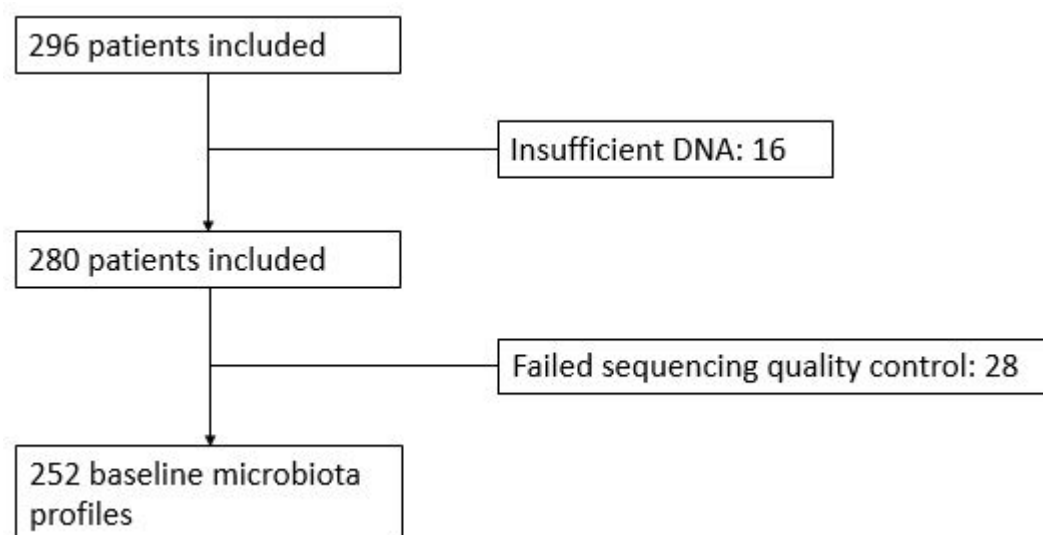 296 patients included
Insufficient DNA: 16
280 patients included
Failed sequencing quality control: 28
252 baseline microbiota
profiles